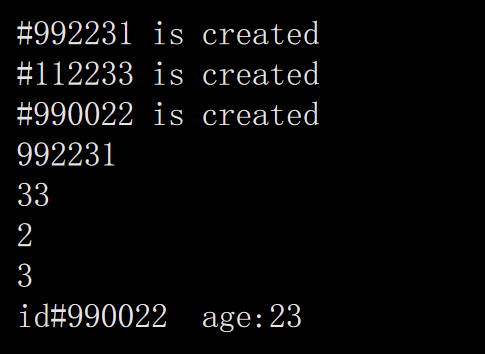 #992231 is created
#112233 is created
#990022 is created
992231
33
2
3
id#990022  age:23